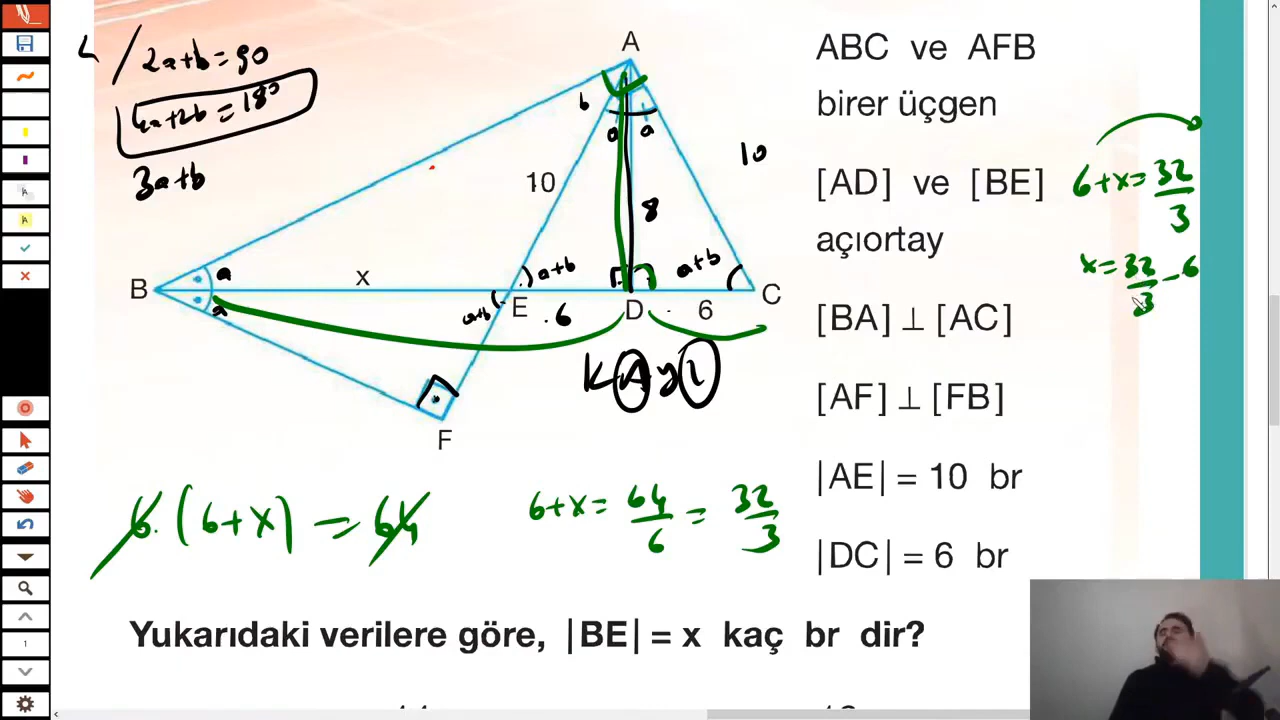 2a+b=90
4a+2b=180
3a+b
A
b
a
a
10
10
8
B
a
a
x
a+b
a+b
a+b
E
.6
D
6
C
kAyI
F
ABC ve AFB
birer üçgen
[AD] ve [BE]
açıortay
[BA] ⊥ [AC]
[AF] ⊥ [FB]
|AE| = 10 br
|DC| = 6 br
6+x=32/3
x=32/3-6
6.(6+x)=64
6+x=64/6=32/3
Yukarıdaki verilere göre, |BE| = x kaç br dir?